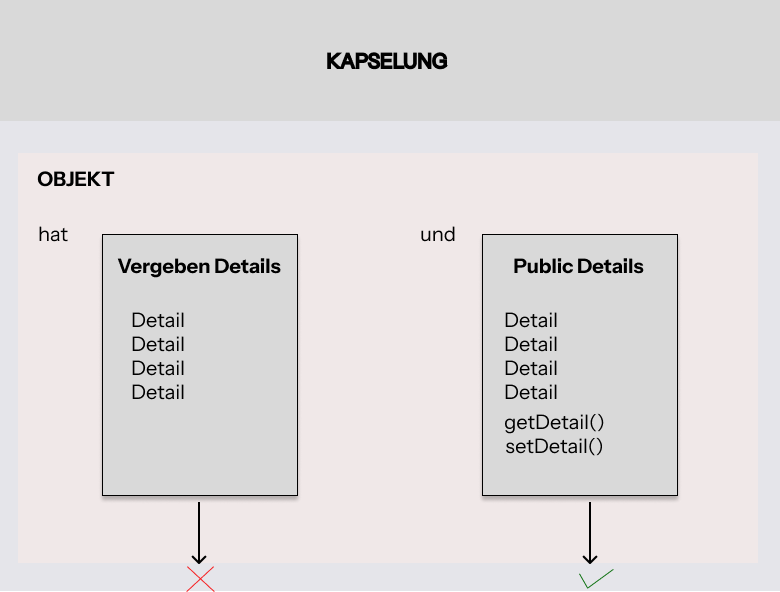 KAPSELUNG
OBJEKT
hat
Vergeben Details
Detail
Detail
Detail
Detail
und
Public Details
Detail
Detail
Detail
Detail
getDetail()
setDetail()